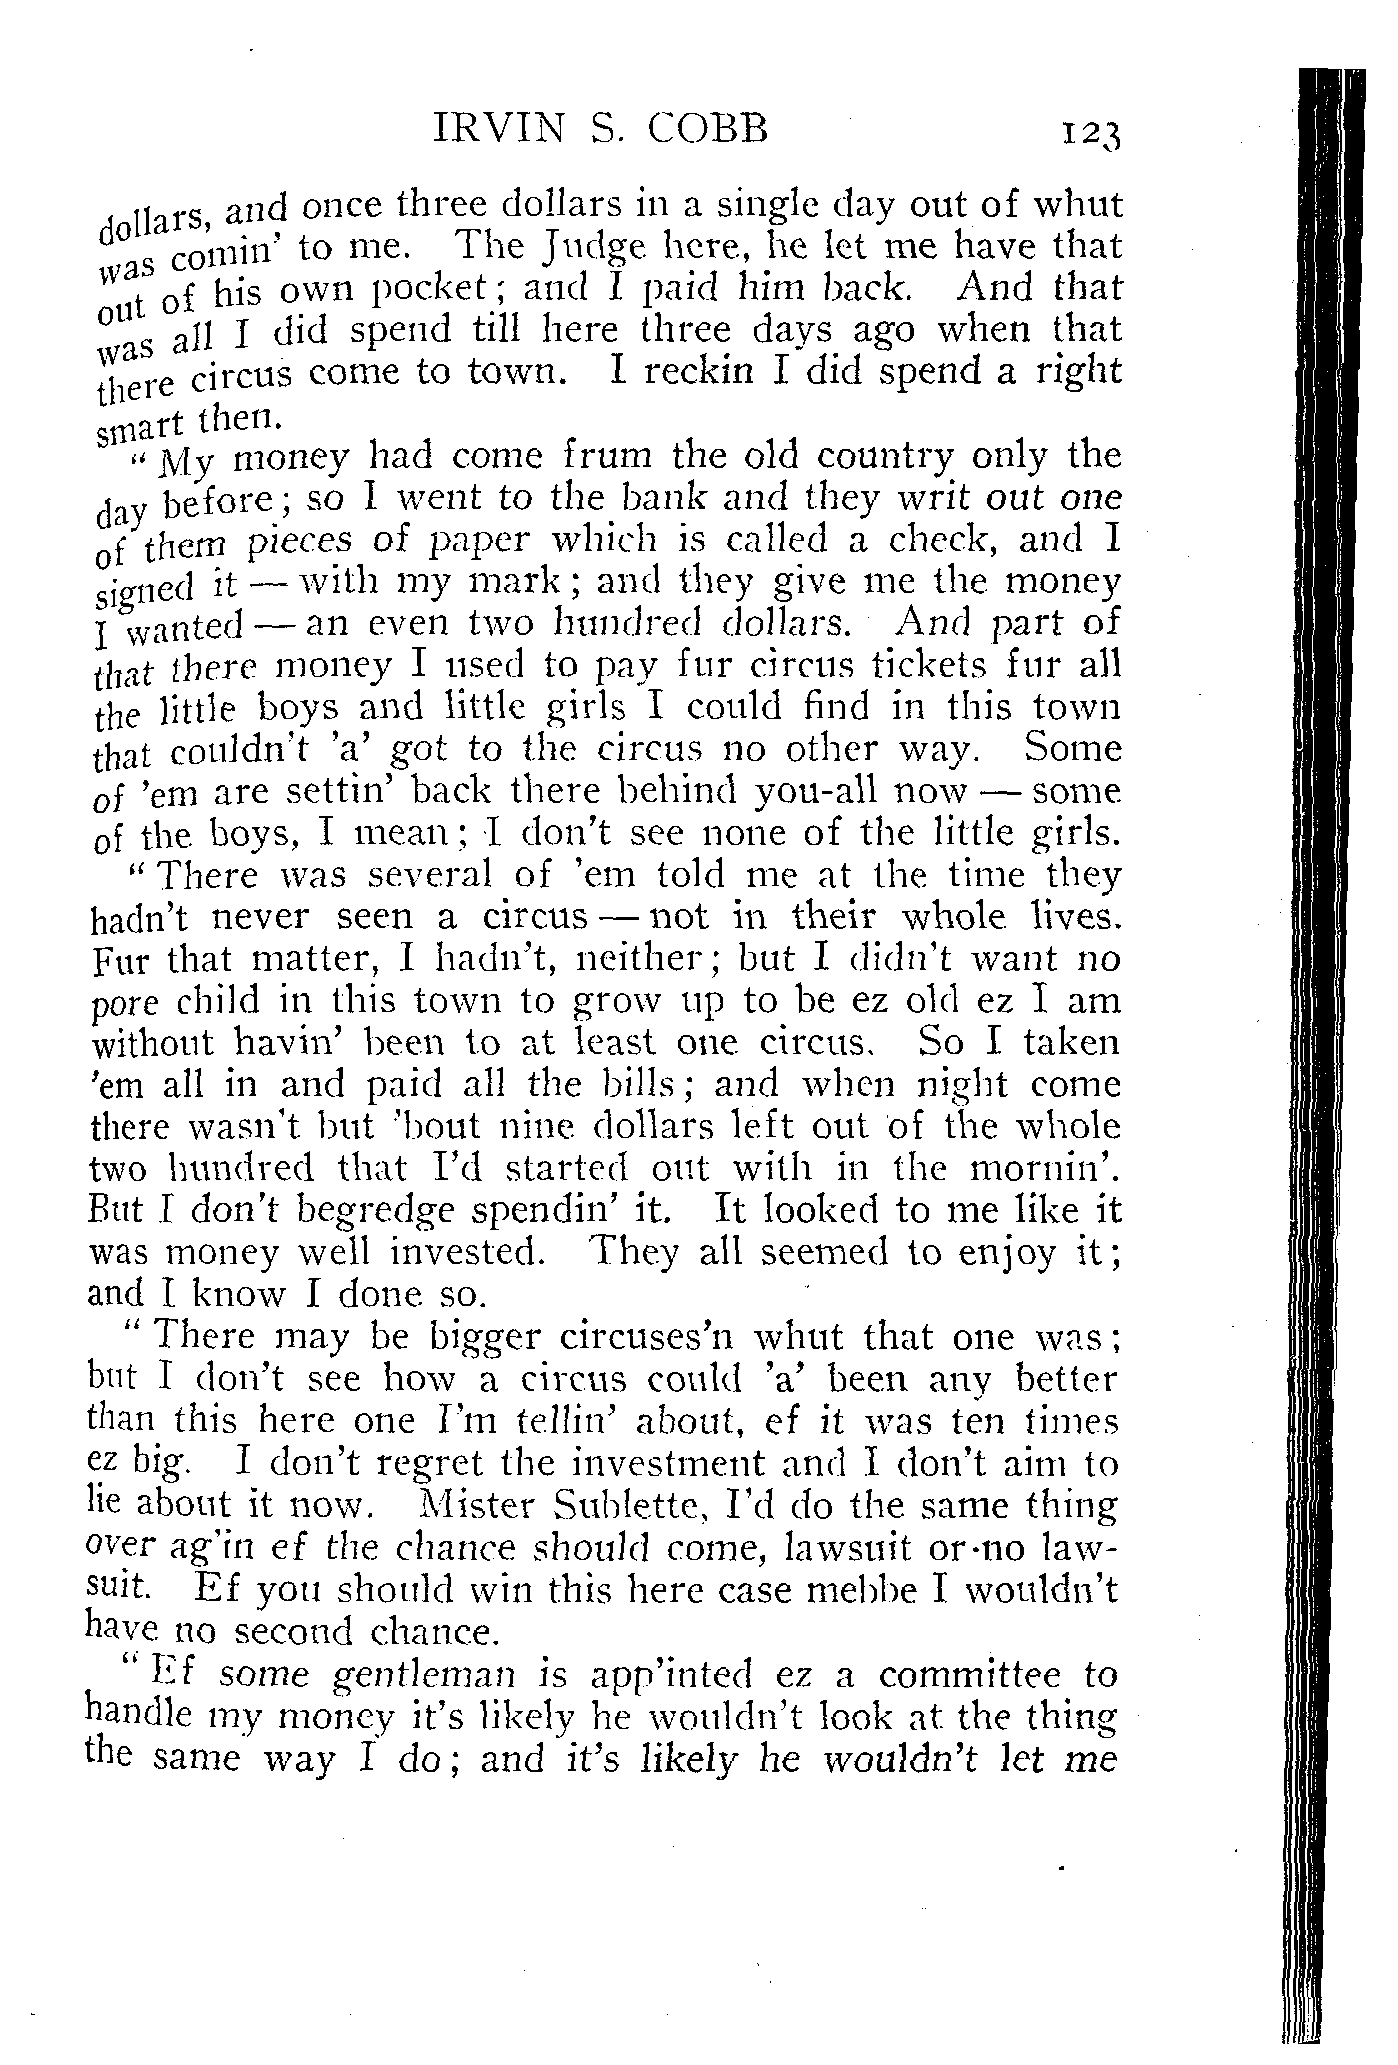 IRVIN S. COBB 123
dollars, and once three dollars in a single day out of whut
was comin' to me. The Judge here, he let me have that
out of his own pocket; and I paid him back. And that
was all I did spend till here three days ago when that
there circus come to town. I reckin I did spend a right
smart then.
“ My money had come frum the old country only the
day before; so I went to the bank and they writ out one
of them pieces of paper which is called a check, and I
signed it — with my mark; and they give me the money
I wanted — an even two hundred dollars. And part of
that there money I used to pay fur circus tickets fur all
the little boys and little girls I could find in this town
that couldn't 'a' got to the circus no other way. Some
of 'em are settin' back there behind you-all now — some
of the boys, I mean; I don't see none of the little girls.
“ There was several of 'em told me at the time they
hadn't never seen a circus — not in their whole lives.
Fur that matter, I hadn't, neither; but I didn't want no
pore child in this town to grow up to be ez old ez I am
without havin' been to at least one circus. So I taken
'em all in and paid all the bills; and when night come
there wasn't but 'bout nine dollars left out of the whole
two hundred that I'd started out with in the mornin'.
But I don't begredge spendin' it. It looked to me like it
was money well invested. They all seemed to enjoy it;
and I know I done so.
“ There may be bigger circuses'n whut that one was;
but I don't see how a circus could 'a' been any better
than this here one I'm tellin' about, ef it was ten times
ez big. I don't regret the investment and I don't aim to
lie about it now. Mister Sublette, I'd do the same thing
over ag'in ef the chance should come, lawsuit or no law-
suit. Ef you should win this here case mebbe I wouldn't
have no second chance.
“ Ef some gentleman is app'inted ez a committee to
handle my money it's likely he wouldn't look at the thing
the same way I do; and it's likely he wouldn't let me